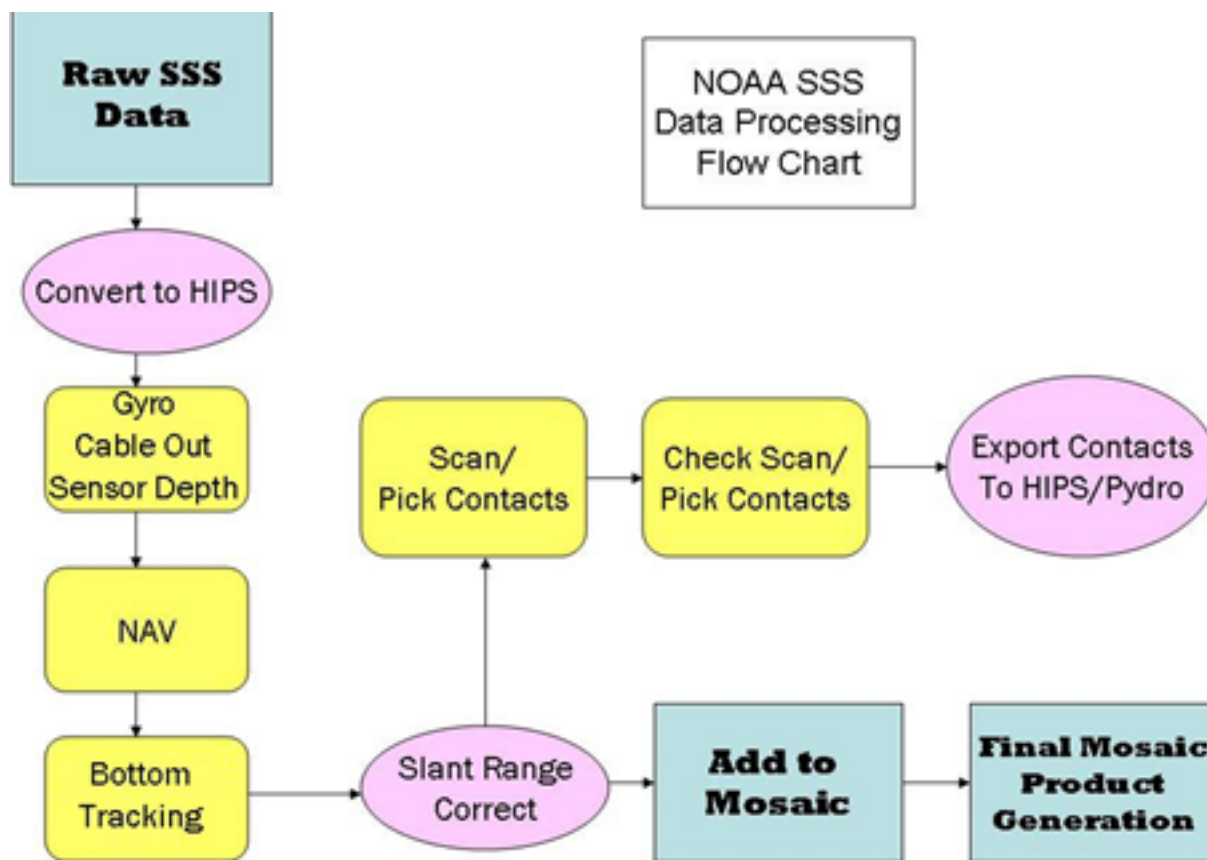 Raw SSS
Data
NOAA SSS
Data Processing
Flow Chart
Convert to HIPS
Gyro
Cable Out
Sensor Depth
NAV
Bottom
Tracking
Slant Range
Correct
Scan/
Pick Contacts
Check Scan/
Pick Contacts
Export Contacts
To HIPS/Pydro
Add to
Mosaic
Final Mosaic
Product
Generation